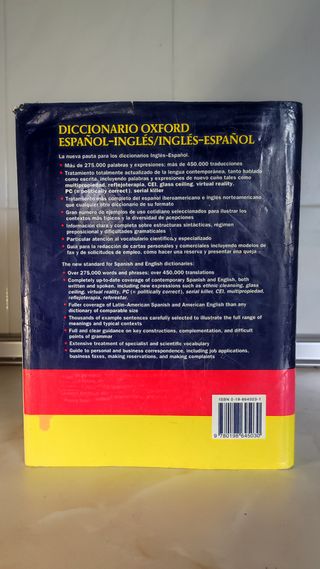 DICCIONARIO OXFORD
ESPAÑOL-INGLÉS/INGLÉS-ESPAÑOL
La nueva pauta para los diccionarios Inglés-Español.
• Más de 275.000 palabras y expresiones: más de 450.000 traducciones
• Tratamiento totalmente actualizado de la lengua contemporánea, tanto hablada
como escrita, incluyendo palabras y expresiones de nuevo cuño tales como
multipropiedad, reflejoterapia, CEI, glass ceiling, virtual reality,
PC (= politically correct), serial killer
• Tratamiento más completo del español iberoamericano e inglés norteamericano
que cualquier otro diccionario de su formato
• Gran número de ejemplos de uso cotidiano seleccionados para ilustrar los
contextos más típicos y la diversidad de acepciones
• Información clara y completa sobre estructuras sintácticas, régimen
preposicional y dificultades gramaticales
• Particular atención al vocabulario científico y especializado
• Guía para la redacción de cartas personales y comerciales incluyendo modelos de
fax y de solicitudes de empleo, cómo hacer una reserva y presentar una queja
The new standard for Spanish and English dictionaries:
• Over 275,000 words and phrases; over 450,000 translations
• Completely up-to-date coverage of contemporary Spanish and English, both
written and spoken, including new expressions such as ethnic cleansing, glass
ceiling, virtual reality, PC (= politically correct), serial killer, CEI, multipropiedad,
reflejoterapia, reforestar.
• Fuller coverage of Latin-American Spanish and American English than any
dictionary of comparable size
• Thousands of example sentences carefully selected to illustrate the full range of
meanings and typical contexts
• Full and clear guidance on key constructions, complementation, and difficult
points of grammar
• Extensive treatment of specialist and scientific vocabulary
• Guide to personal and business correspondence, including job applications,
business faxes, making reservations, and making complaints
ISBN 0-19-864503-1
9 780198 645030